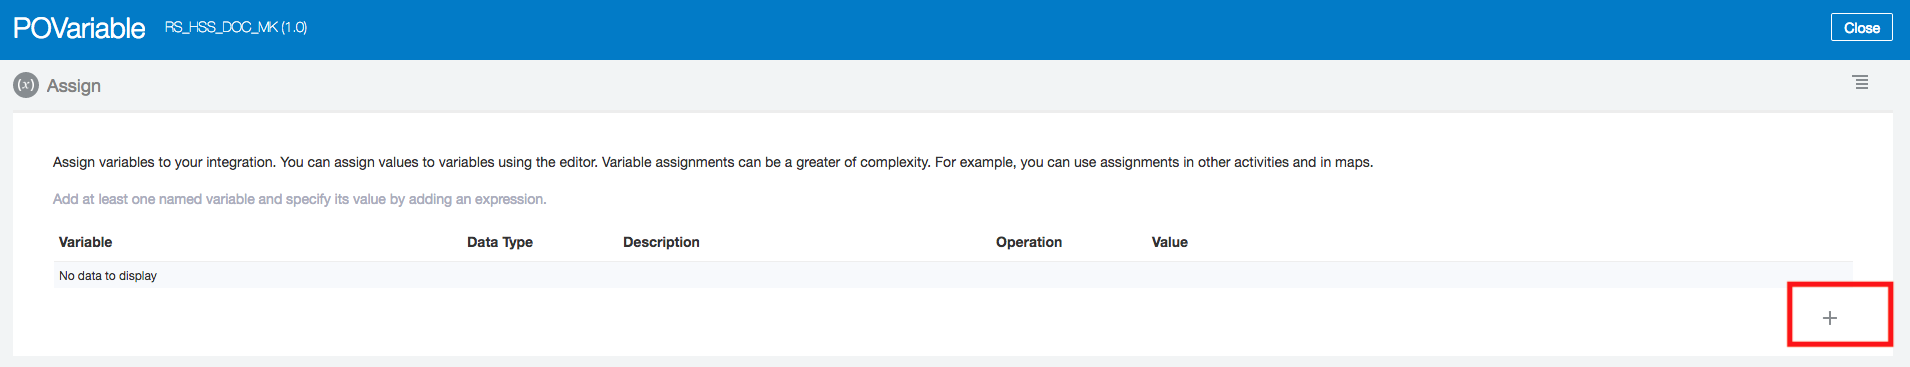 POVariable RS_HSS_DOC_MK (1.0) Close
(x) Assign
Assign variables to your integration. You can assign values to variables using the editor. Variable assignments can be a greater of complexity. For example, you can use assignments in other activities and in maps.
Add at least one named variable and specify its value by adding an expression.
Variable Data Type Description Operation Value
No data to display
+